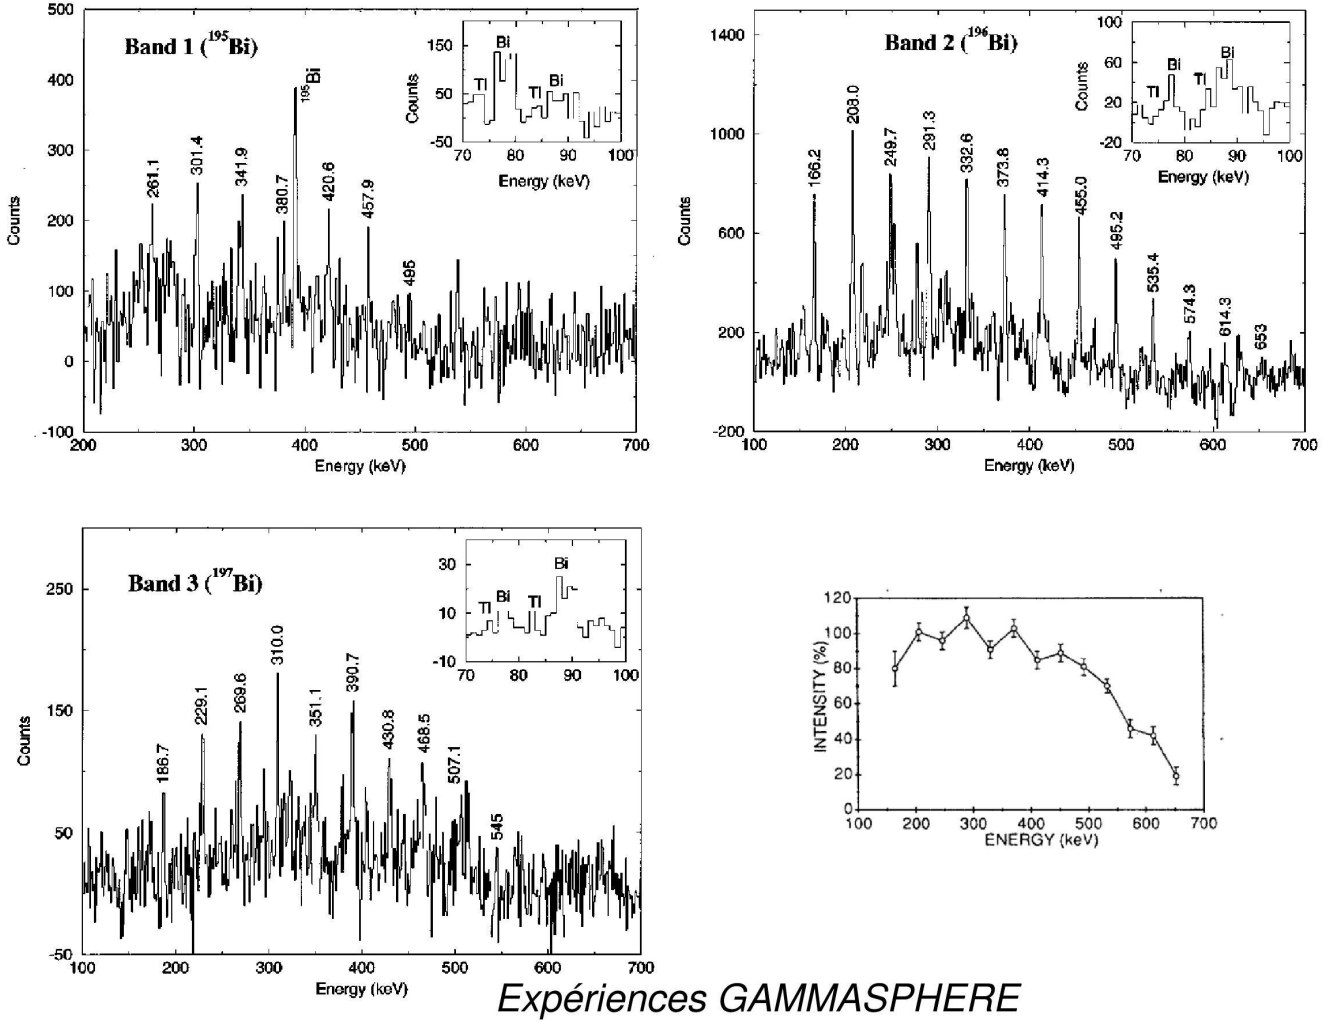 Band 1 (¹⁹⁵Bi)
500
400
300
200
100
0
-100
Counts
261.1
301.4
341.9
380.7
¹⁹⁵Bi
420.6
457.9
495
200 300 400 500 600 700
Energy (keV)
150
50
-50
Counts
Tl Bi Tl Bi
70 80 90 100
Energy (keV)
Band 2 (¹⁹⁶Bi)
1400
1000
600
200
-200
Counts
166.2
208.0
249.7
291.3
332.6
373.8
414.3
455.0
495.2
535.4
574.3
614.3
653
100 200 300 400 500 600 700
Energy (keV)
100
60
20
-20
Counts
Tl Bi Tl Bi
70 80 90 100
Energy (keV)
Band 3 (¹⁹⁷Bi)
250
150
50
-50
Counts
186.7
229.1
269.6
310.0
351.1
390.7
430.8
468.5
507.1
545
100 200 300 400 500 600 700
Energy (keV)
30
10
-10
Tl Bi Tl Bi
70 80 90 100
120
100
80
60
40
20
0
INTENSITY (%)
100 200 300 400 500 600 700
ENERGY (keV)
Expériences GAMMASPHERE